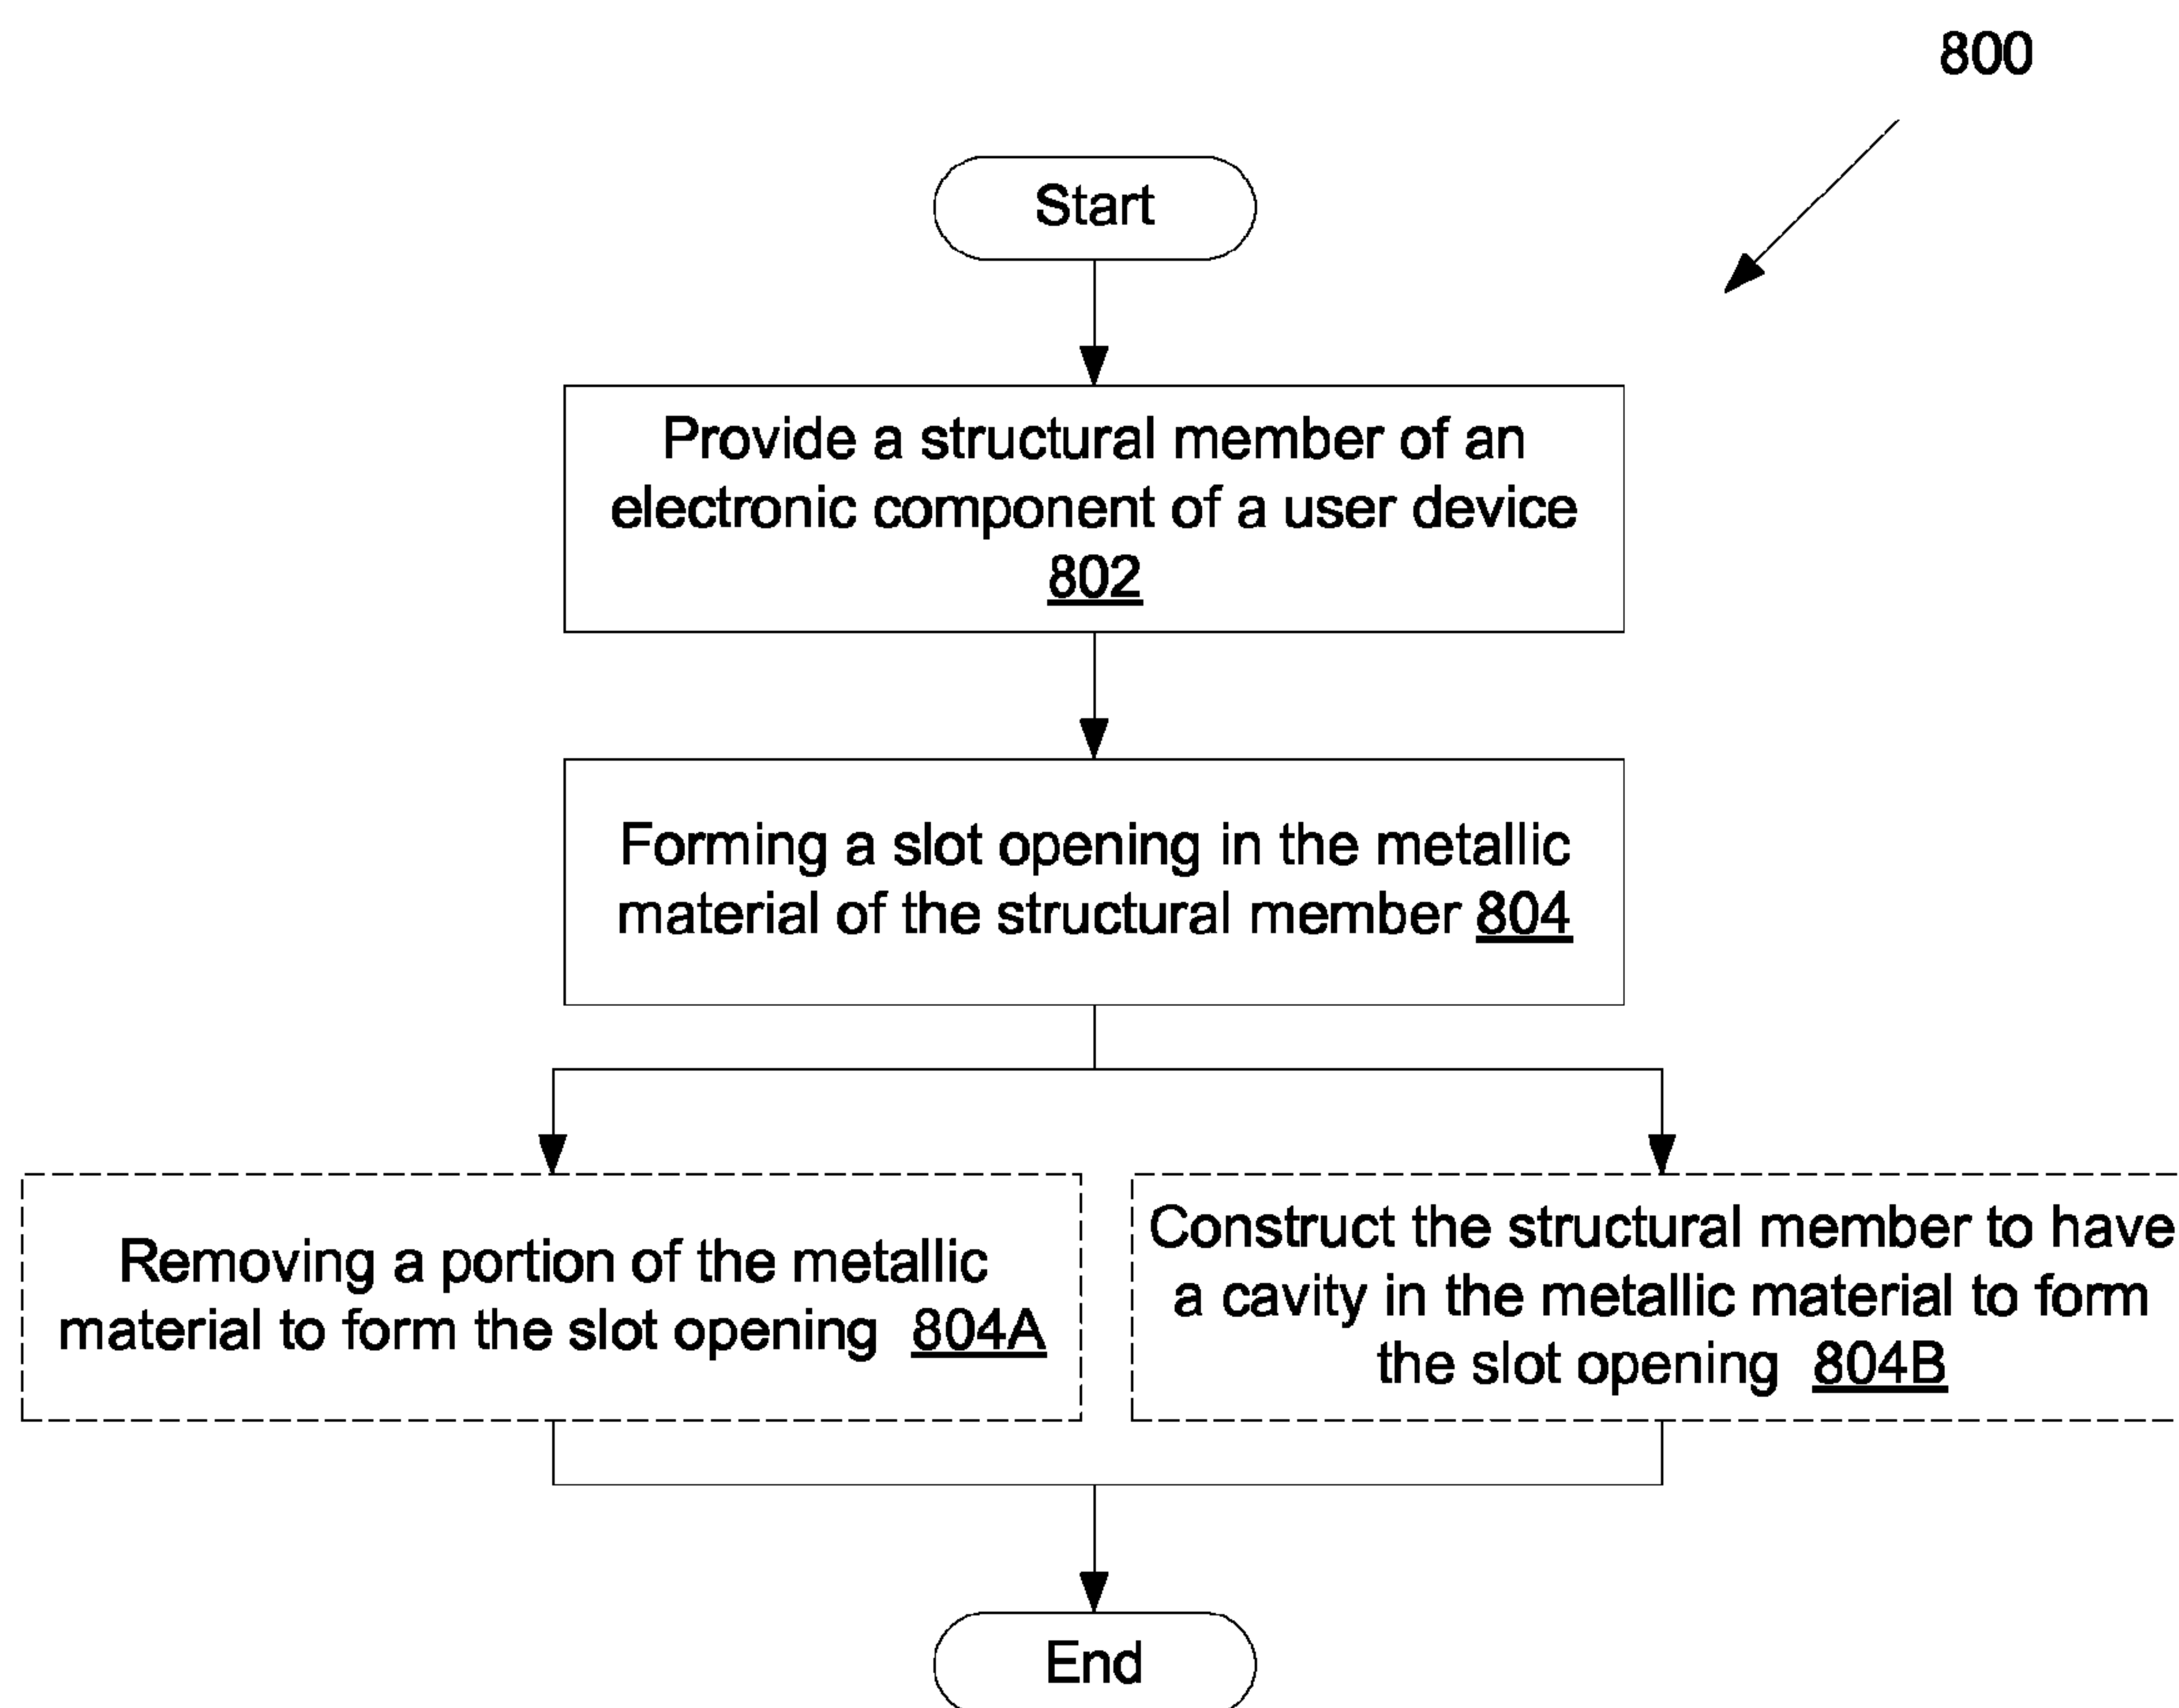 800
Start
Provide a structural member of an
electronic component of a user device
802
Forming a slot opening in the metallic
material of the structural member 804
Removing a portion of the metallic
material to form the slot opening 804A
Construct the structural member to have
a cavity in the metallic material to form
the slot opening 804B
End